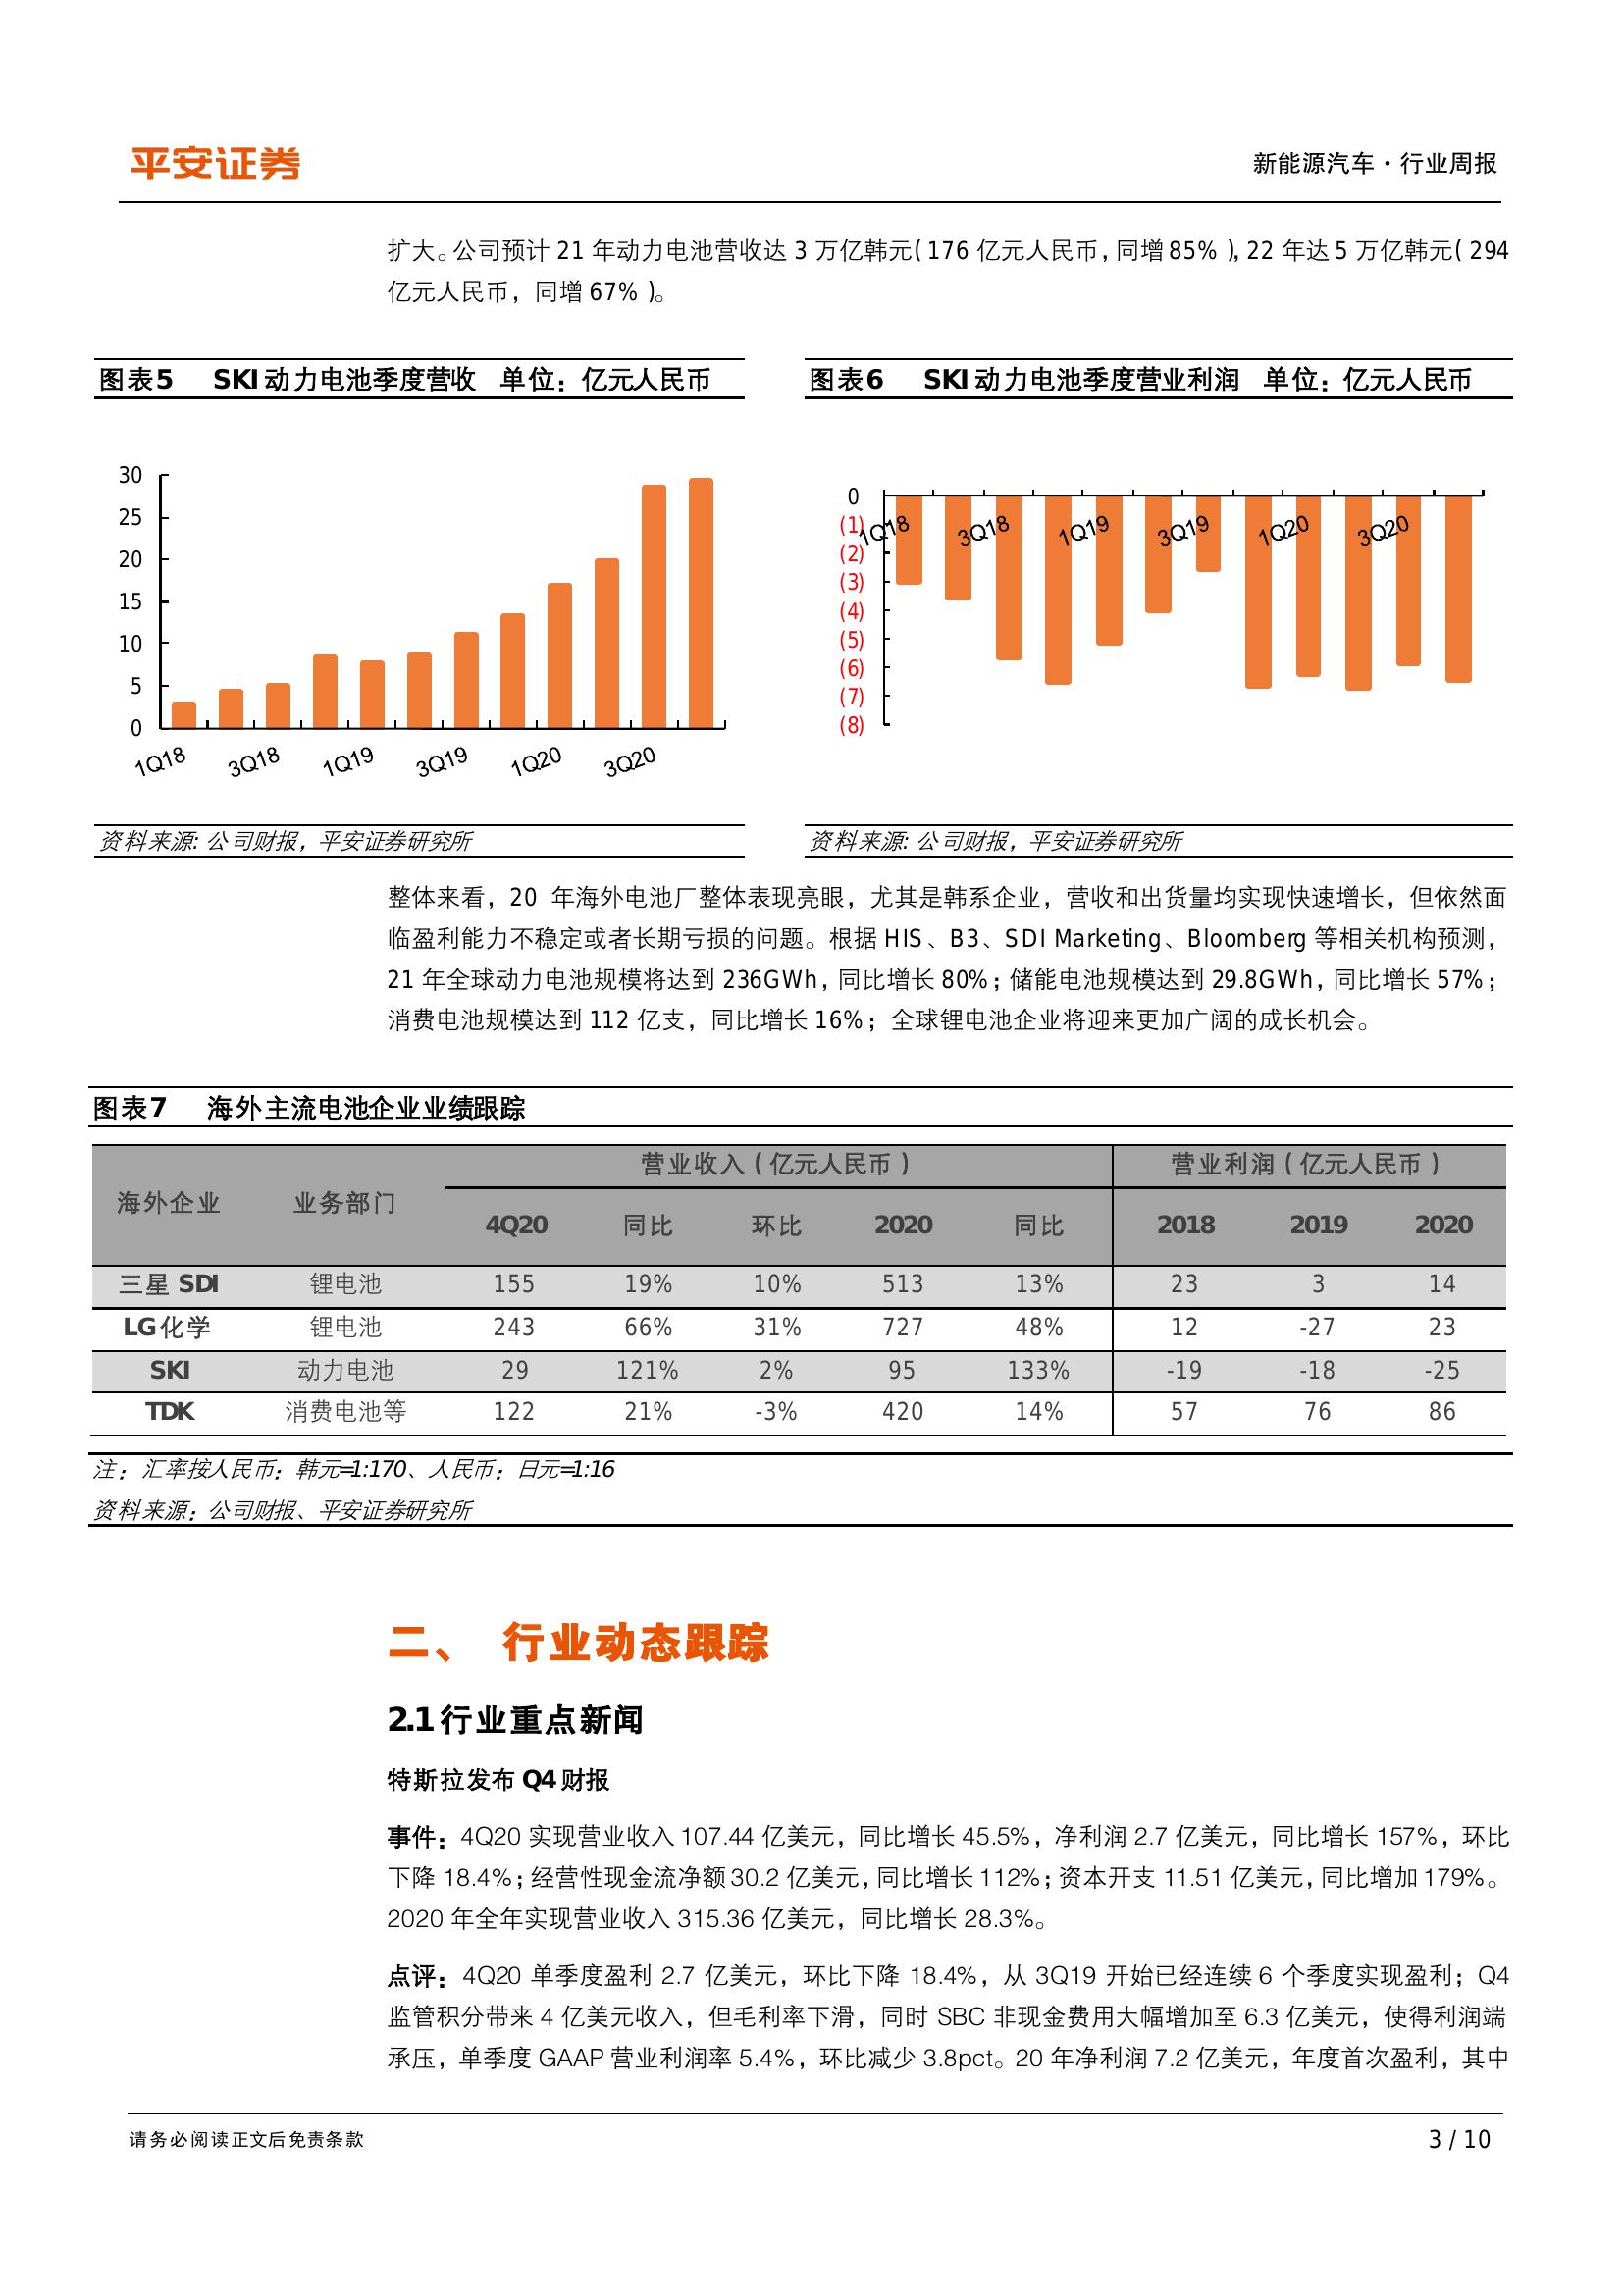 平安证券
新能源汽车·行业周报
扩大。公司预计 21 年动力电池营收达 3 万亿韩元（176 亿元人民币，同增 85%），22 年达 5 万亿韩元（294
亿元人民币，同增 67%）。
图表5 SKI 动力电池季度营收 单位：亿元人民币
30
25
20
15
10
5
0
1Q18 3Q18 1Q19 3Q19 1Q20 3Q20
资料来源：公司财报，平安证券研究所
图表6 SKI 动力电池季度营业利润 单位：亿元人民币
0
(1)
(2)
(3)
(4)
(5)
(6)
(7)
(8)
1Q18 3Q18 1Q19 3Q19 1Q20 3Q20
资料来源：公司财报，平安证券研究所
整体来看，20 年海外电池厂整体表现亮眼，尤其是韩系企业，营收和出货量均实现快速增长，但依然面
临盈利能力不稳定或者长期亏损的问题。根据 HIS、B3、SDI Marketing、Bloomberg 等相关机构预测，
21 年全球动力电池规模将达到 236GWh，同比增长 80%；储能电池规模达到 29.8GWh，同比增长 57%；
消费电池规模达到 112 亿支，同比增长 16%；全球锂电池企业将迎来更加广阔的成长机会。
图表7 海外主流电池企业业绩跟踪
海外企业 业务部门 营业收入（亿元人民币） 营业利润（亿元人民币）
4Q20 同比 环比 2020 同比 2018 2019 2020
三星 SDI 锂电池 155 19% 10% 513 13% 23 3 14
LG化学 锂电池 243 66% 31% 727 48% 12 -27 23
SKI 动力电池 29 121% 2% 95 133% -19 -18 -25
TDK 消费电池等 122 21% -3% 420 14% 57 76 86
注：汇率按人民币：韩元=1:170、人民币：日元=1:16
资料来源：公司财报、平安证券研究所
二、 行业动态跟踪
2.1 行业重点新闻
特斯拉发布 Q4 财报
事件：4Q20 实现营业收入 107.44 亿美元，同比增长 45.5%，净利润 2.7 亿美元，同比增长 157%，环比
下降 18.4%；经营性现金流净额 30.2 亿美元，同比增长 112%；资本开支 11.51 亿美元，同比增加 179%。
2020 年全年实现营业收入 315.36 亿美元，同比增长 28.3%。
点评：4Q20 单季度盈利 2.7 亿美元，环比下降 18.4%，从 3Q19 开始已经连续 6 个季度实现盈利；Q4
监管积分带来 4 亿美元收入，但毛利率下滑，同时 SBC 非现金费用大幅增加至 6.3 亿美元，使得利润端
承压，单季度 GAAP 营业利润率 5.4%，环比减少 3.8pct。20 年净利润 7.2 亿美元，年度首次盈利，其中
请务必阅读正文后免责条款
3 / 10